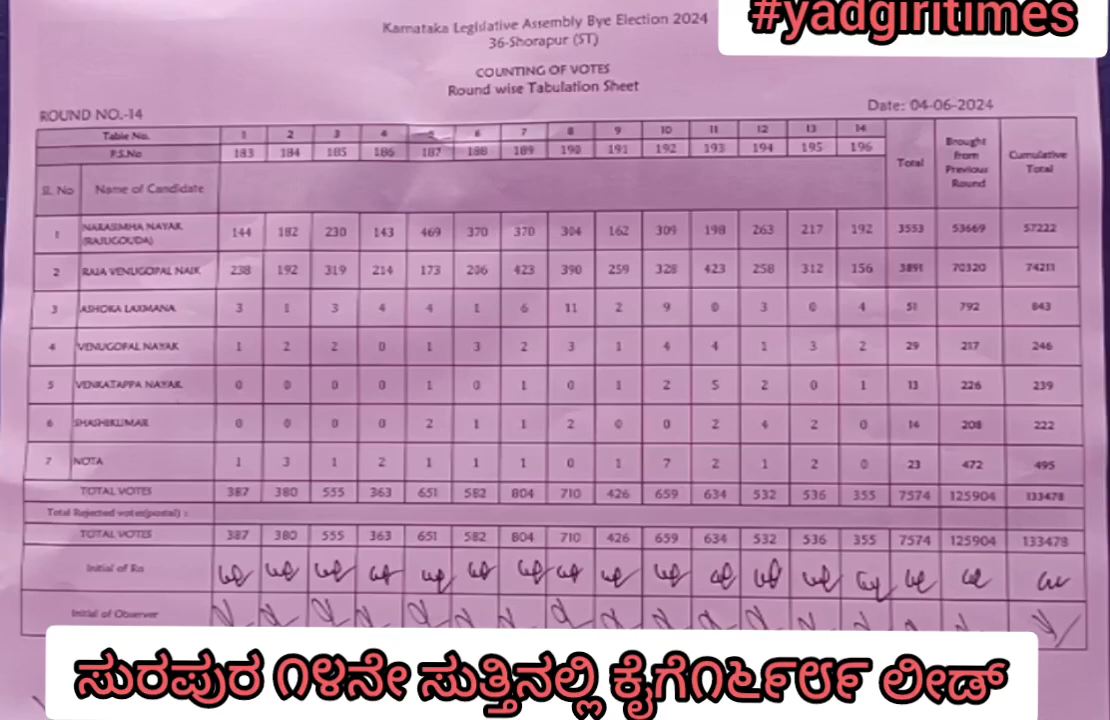 #yadgiritimes
Karnataka Legislative Assembly Bye Election 2024
36-Shorapur (ST)
COUNTING OF VOTES
Round wise Tabulation Sheet
ROUND NO.-14 Date: 04-06-2024
Table No. 1 2 3 4 5 6 7 8 9 10 11 12 13 14 Total Brought from Previous Round Cumulative Total
P.S.No 183 184 185 186 187 188 189 190 191 192 193 194 195 196
Sl. No Name of Candidate
1 NARASIMHA NAYAK (RAJUGOUDA) 144 182 230 143 469 370 370 304 162 309 198 263 217 192 3553 53669 57222
2 RAJA VENUGOPAL NAIK 238 192 319 214 173 206 423 390 259 328 423 258 312 156 3891 70320 74211
3 ASHOKA LAXMANA 3 1 3 4 4 1 6 11 2 9 0 3 0 4 51 792 843
4 VENUGOPAL NAYAK 1 2 2 0 1 3 2 3 1 4 4 1 3 2 29 217 246
5 VENKATAPPA NAYAK 0 0 0 0 1 0 1 0 1 2 5 2 0 1 13 226 239
6 SHASHIKUMAR 0 0 0 0 2 1 1 2 0 0 2 4 2 0 14 208 222
7 NOTA 1 3 1 2 1 1 1 0 1 7 2 1 2 0 23 472 495
TOTAL VOTES 387 380 555 363 651 582 804 710 426 659 634 532 536 355 7574 125904 133478
Total Rejected votes(postal) :
TOTAL VOTES 387 380 555 363 651 582 804 710 426 659 634 532 536 355 7574 125904 133478
Initial of Ro
Initial of Observer
ಸುರಪುರ ೧೪ನೇ ಸುತ್ತಿನಲ್ಲಿ ಕೈಗೆ೧೬೯೮೯ ಲೀಡ್